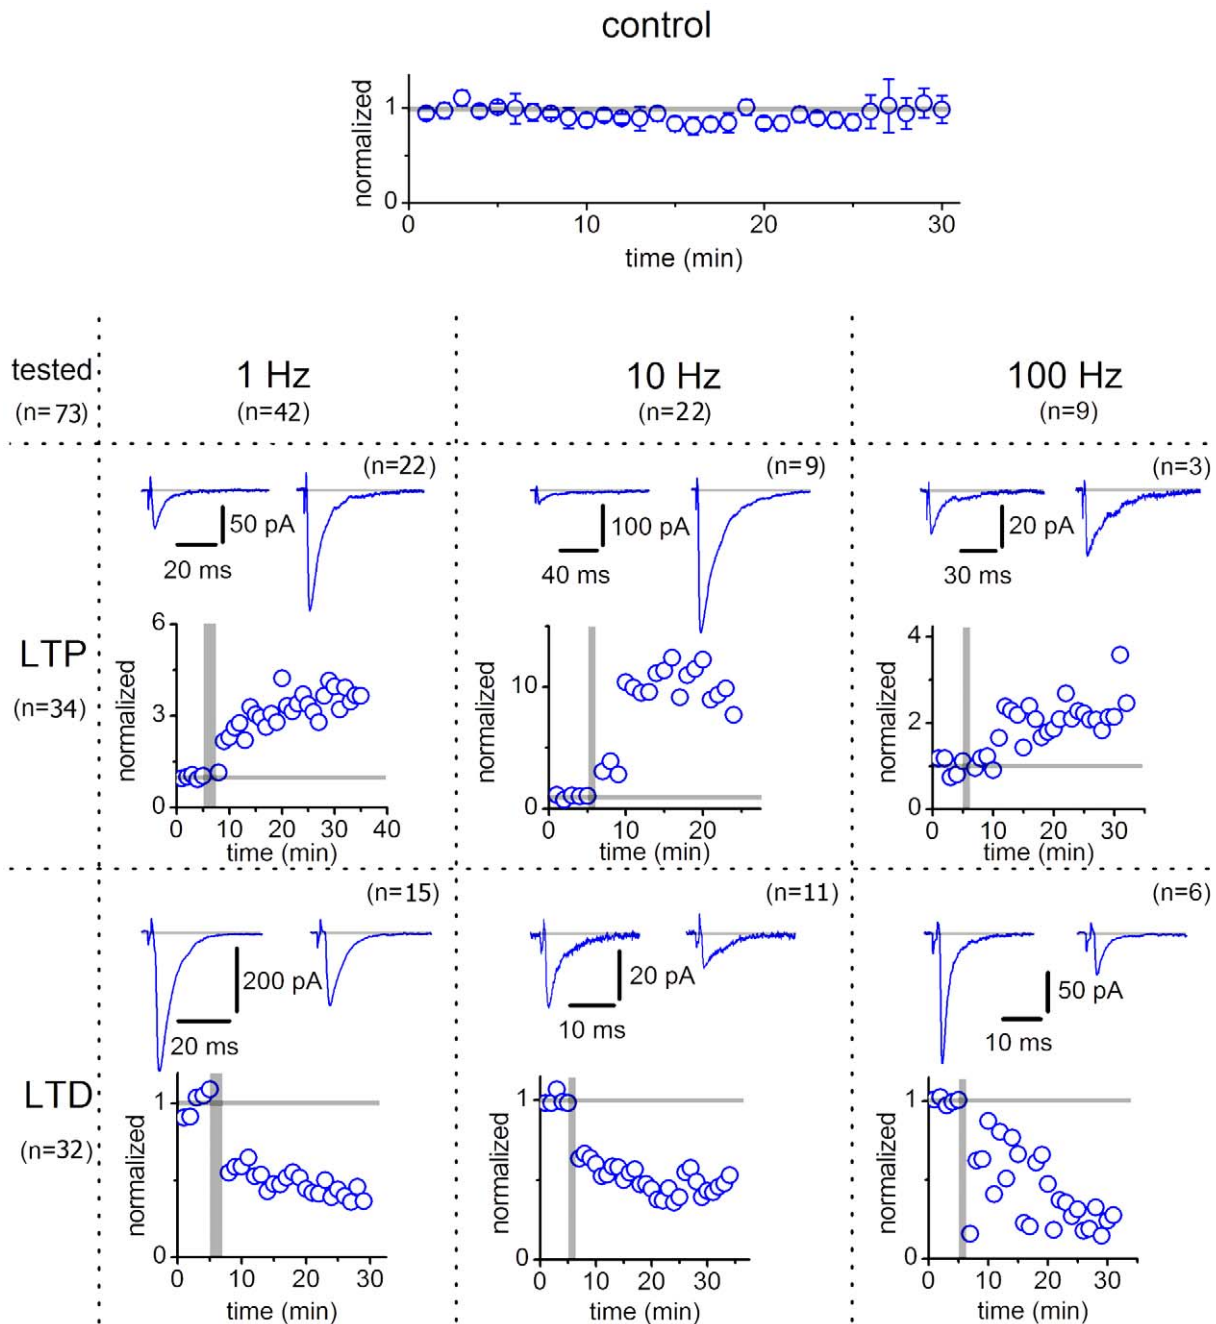 control
normalized
1
0
0 10 20 30
time (min)
tested
(n=73)
1 Hz
(n=42)
10 Hz
(n=22)
100 Hz
(n=9)
LTP
(n=34)
(n=22)
50 pA
20 ms
normalized
6
3
0
0 10 20 30 40
time (min)
(n=9)
100 pA
40 ms
normalized
10
0
0 10 20
time (min)
(n=3)
20 pA
30 ms
normalized
4
2
0
0 10 20 30
time (min)
LTD
(n=32)
(n=15)
200 pA
20 ms
normalized
1
0
0 10 20 30
time (min)
(n=11)
20 pA
10 ms
normalized
1
0
0 10 20 30
time (min)
(n=6)
50 pA
10 ms
normalized
1
0
0 10 20 30
time (min)